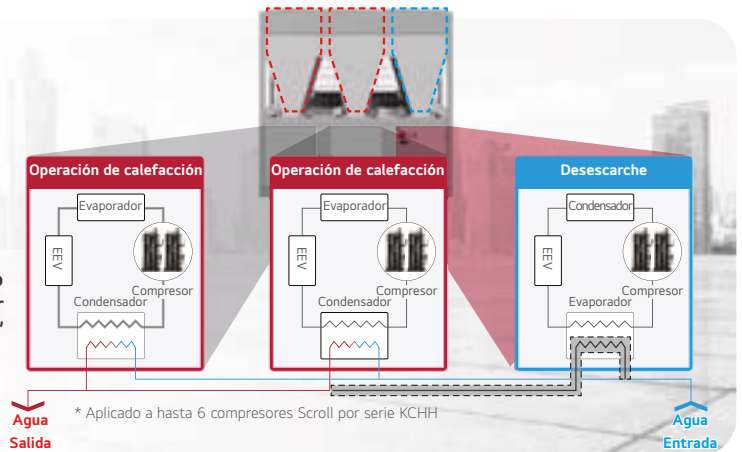 Operación de calefacción
Evaporador
EEV
Compresor
Condensador
Operación de calefacción
Evaporador
EEV
Compresor
Condensador
Desescarche
Condensador
EEV
Compresor
Evaporador
Agua
Salida
* Aplicado a hasta 6 compresores Scroll por serie KCHH
Agua
Entrada